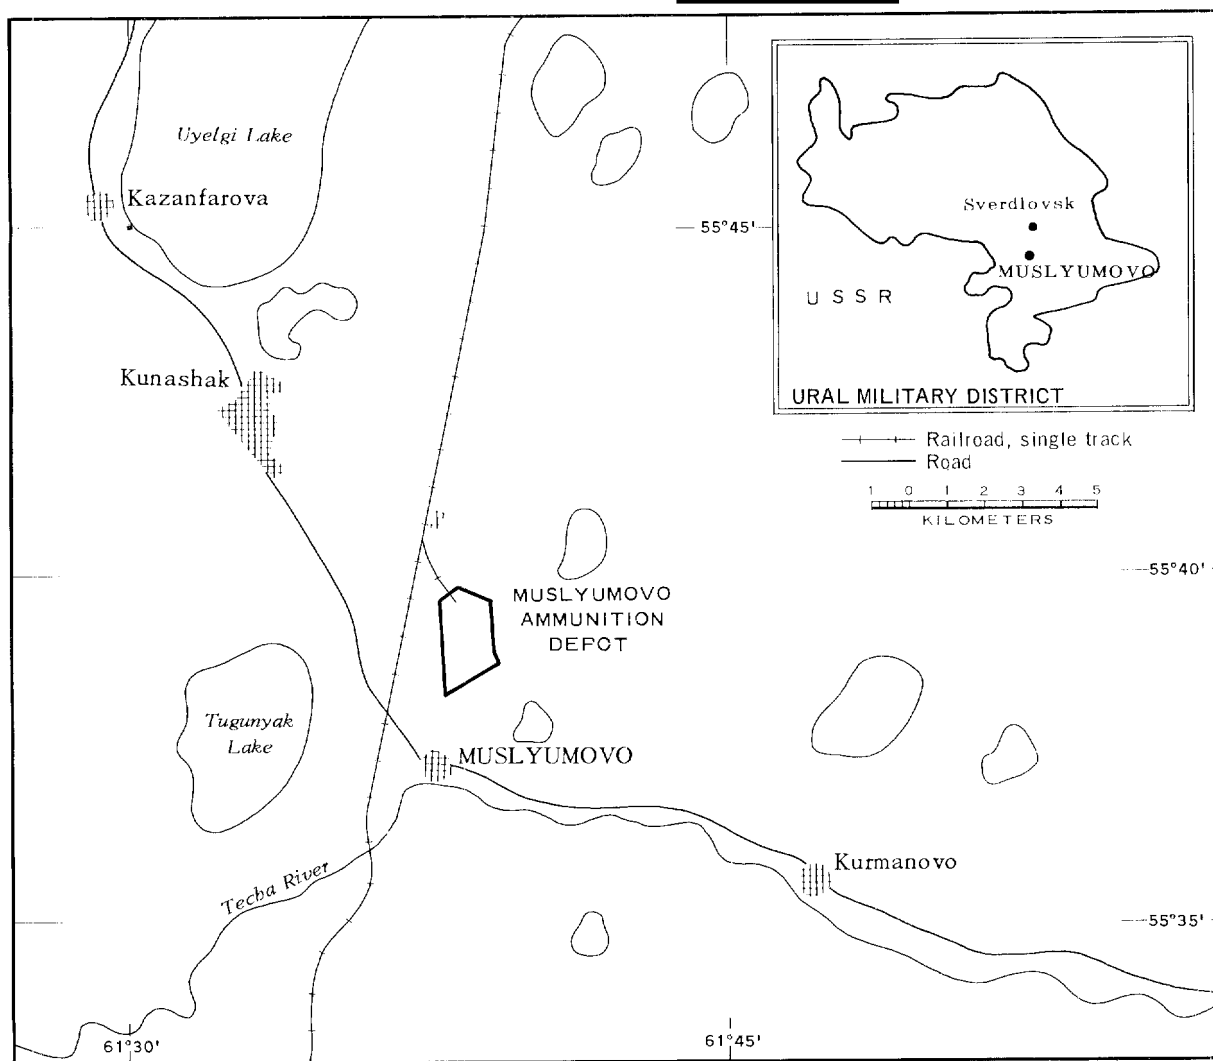 Uyelgi Lake
Kazanfarova
55°45'
Sverdlovsk
MUSLYUMOVO
USSR
URAL MILITARY DISTRICT
Kunashak
Railroad, single track
Road
1 0 1 2 3 4 5
KILOMETERS
55°40'
MUSLYUMOVO
AMMUNITION
DEPOT
Tugunyak
Lake
MUSLYUMOVO
Kurmanovo
Techa River
55°35'
61°30'
61°45'